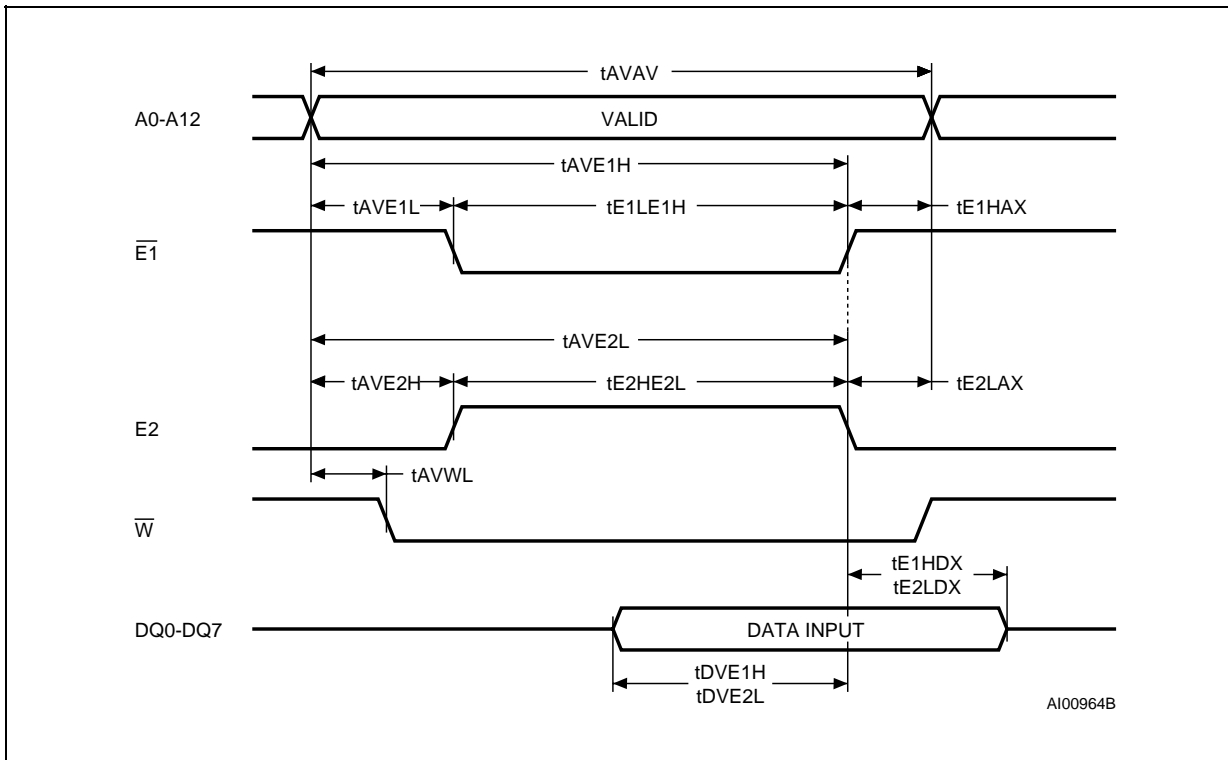 tAVAV
A0-A12
VALID
tAVE1H
tAVE1L
tE1LE1H
tE1HAX
E1
tAVE2L
tAVE2H
tE2HE2L
tE2LAX
E2
tAVWL
W
tE1HDX
tE2LDX
DQ0-DQ7
DATA INPUT
tDVE1H
tDVE2L
AI00964B